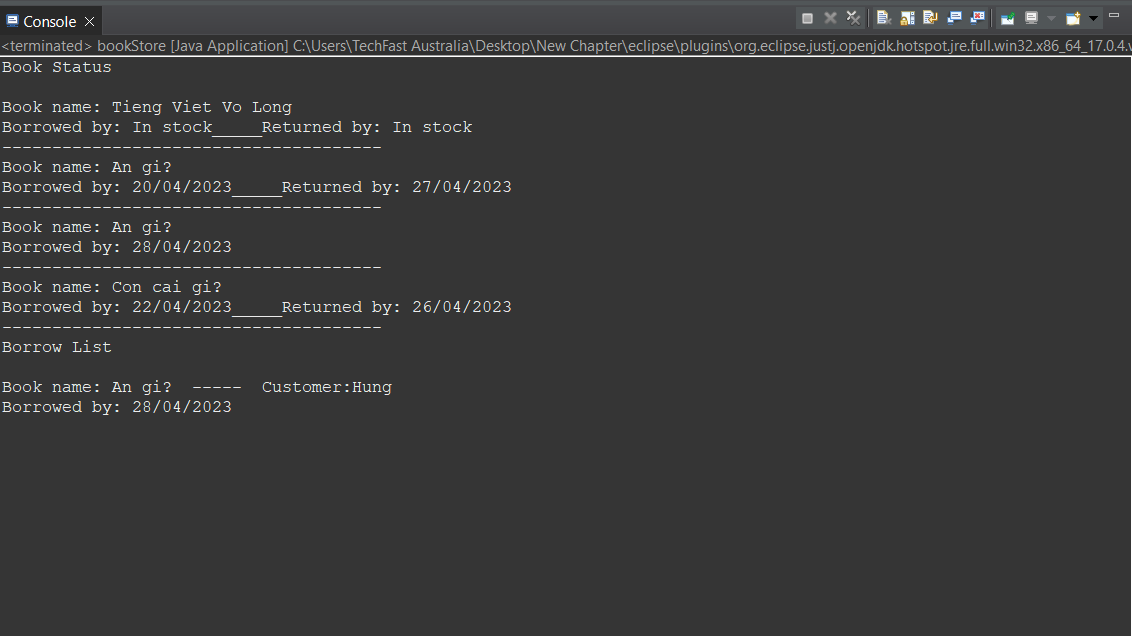 Console
<terminated> bookStore [Java Application] C:\Users\TechFast Australia\Desktop\New Chapter\eclipse\plugins\org.eclipse.justj.openjdk.hotspot.jre.full.win32.x86_64_17.0.4.v
Book Status
Book name: Tieng Viet Vo Long
Borrowed by: In stock_____Returned by: In stock
--------------------------------------
Book name: An gi?
Borrowed by: 20/04/2023_____Returned by: 27/04/2023
--------------------------------------
Book name: An gi?
Borrowed by: 28/04/2023
--------------------------------------
Book name: Con cai gi?
Borrowed by: 22/04/2023_____Returned by: 26/04/2023
--------------------------------------
Borrow List
Book name: An gi?  -----  Customer:Hung
Borrowed by: 28/04/2023